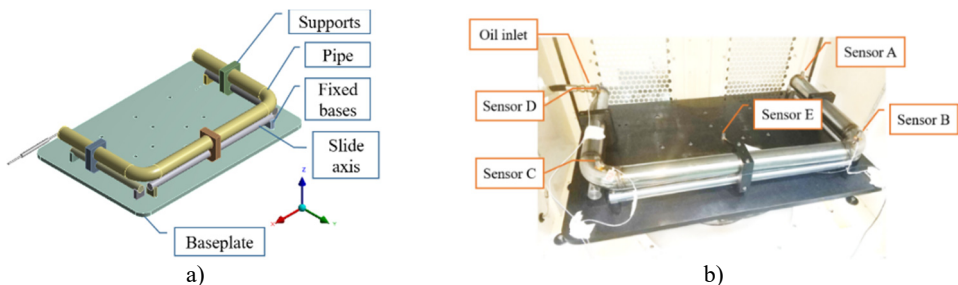 Supports
Pipe
Fixed
bases
Slide
axis
Baseplate
z
a)
Oil inlet
Sensor A
Sensor D
Sensor E
Sensor B
Sensor C
b)